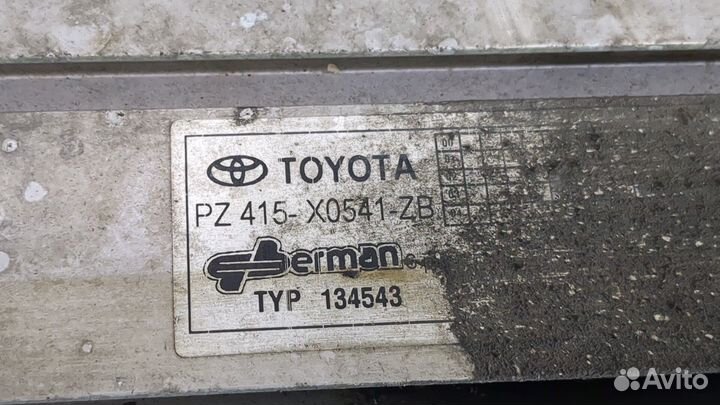 TOYOTA
PZ 415- X0541-ZB
Berman
TYP 134543
Avito